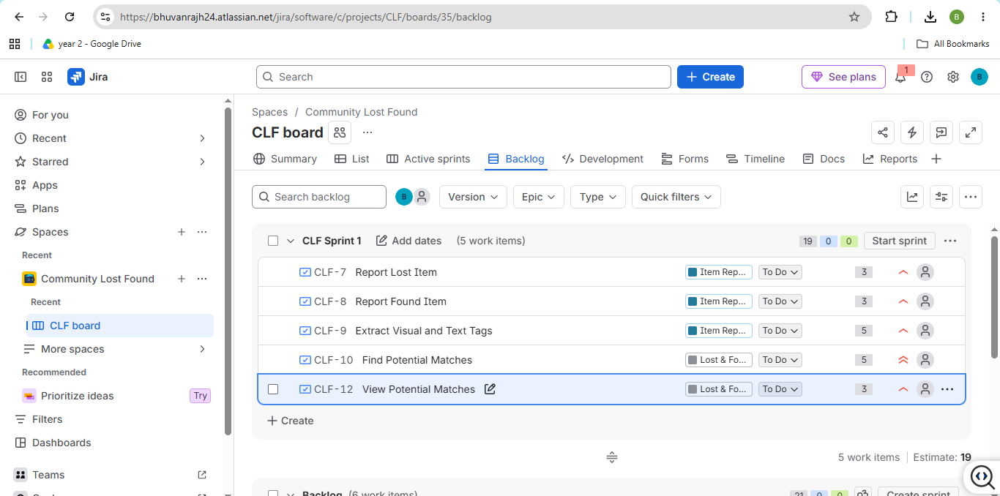 https://bhuvanrajh24.atlassian.net/jira/software/c/projects/CLF/boards/35/backlog
B
year 2 - Google Drive
All Bookmarks
Jira
Search
Create
See plans
1
B
For you
Recent
Starred
Apps
Plans
Spaces
Recent
Community Lost Found
Recent
CLF board
More spaces
Recommended
Prioritize ideas
Try
Filters
Dashboards
Teams
Spaces / Community Lost Found
CLF board
Summary
List
Active sprints
Backlog
Development
Forms
Timeline
Docs
Reports
Search backlog
B
Version
Epic
Type
Quick filters
CLF Sprint 1 Add dates (5 work items) 19 0 0 Start sprint
CLF-7 Report Lost Item Item Rep... To Do 3
CLF-8 Report Found Item Item Rep... To Do 3
CLF-9 Extract Visual and Text Tags Item Rep... To Do 5
CLF-10 Find Potential Matches Lost & Fo... To Do 5
CLF-12 View Potential Matches Lost & Fo... To Do 3
Create
5 work items Estimate: 19
Backlog (6 work items) 21 0 0 Create sprint